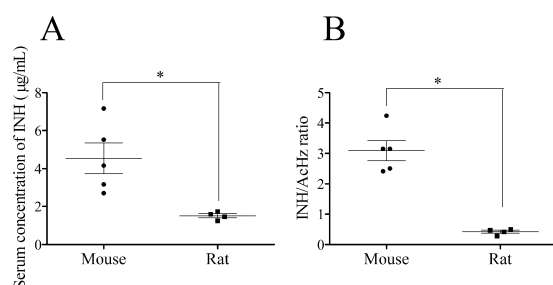 A
Serum concentration of INH ( µg/mL)
8
6
4
2
0
*
Mouse
Rat
B
INH/AcHz ratio
5
4
3
2
1
0
*
Mouse
Rat